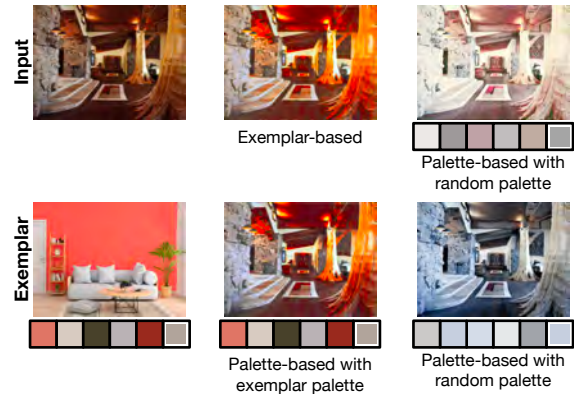 Input
Exemplar-based
Palette-based with
random palette
Exemplar
Palette-based with
exemplar palette
Palette-based with
random palette